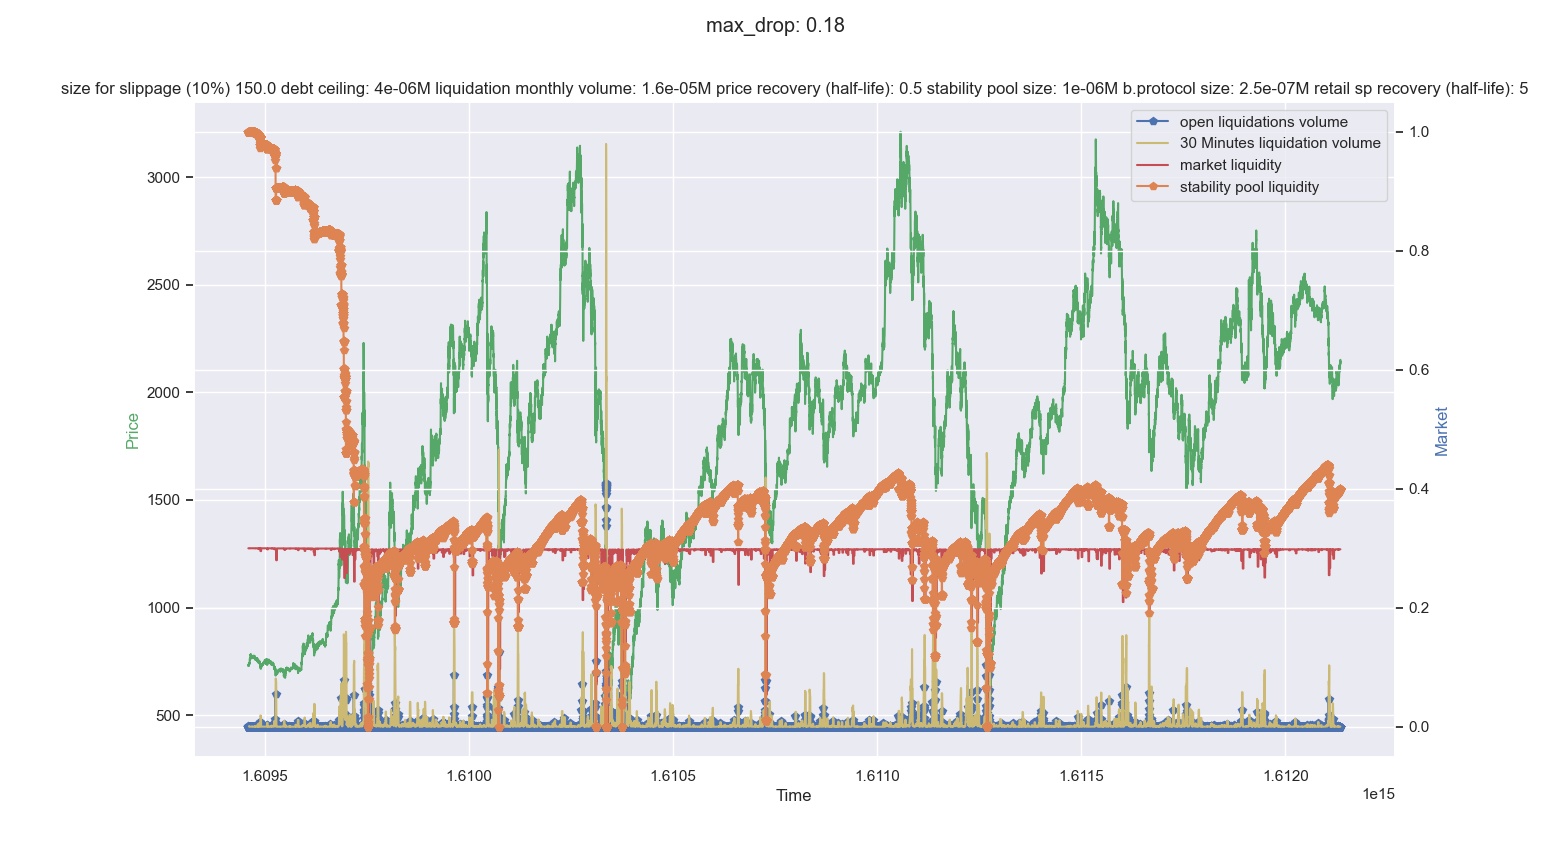 max_drop: 0.18
size for slippage (10%) 150.0 debt ceiling: 4e-06M liquidation monthly volume: 1.6e-05M price recovery (half-life): 0.5 stability pool size: 1e-06M b.protocol size: 2.5e-07M retail sp recovery (half-life): 5
open liquidations volume
30 Minutes liquidation volume
market liquidity
stability pool liquidity
3000
2500
2000
1500
1000
500
Price
1.0
0.8
0.6
0.4
0.2
0.0
Market
1.6095 1.6100 1.6105 1.6110 1.6115 1.6120
Time
1e15